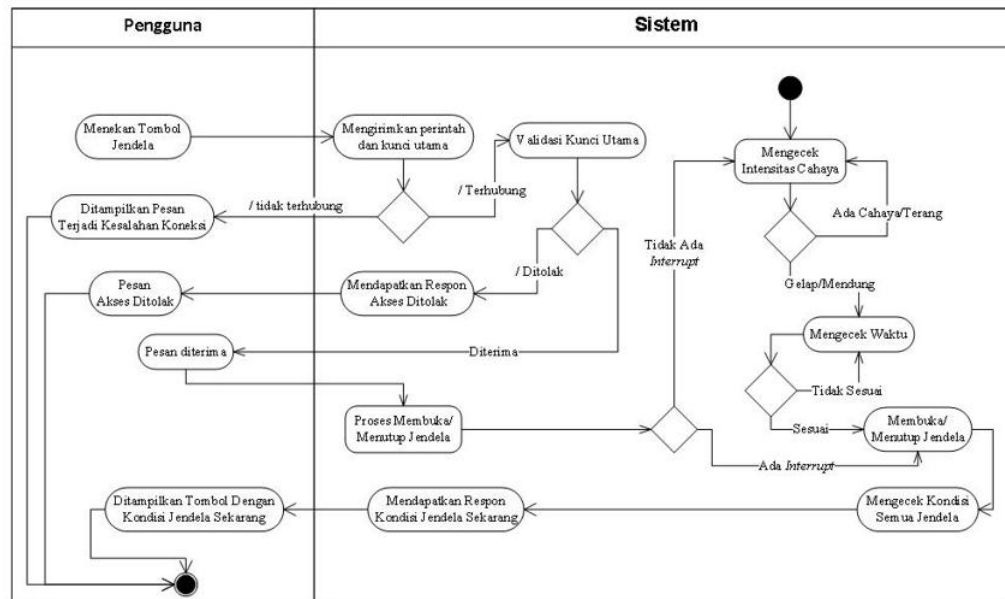 Pengguna
Sistem
Menekan Tombol
Jendela
Mengirimkan perintah
dan kunci utama
Validasi Kunci Utama
Mengecek
Intensitas Cahaya
/ Terhubung
/ tidak terhubung
Ditampilkan Pesan
Terjadi Kesalahan Koneksi
Ada Cahaya/Terang
Tidak Ada
Interrupt
/ Ditolak
Gelap/Mendung
Pesan
Akses Ditolak
Mendapatkan Respon
Akses Ditolak
Mengecek Waktu
Pesan diterima
Diterima
Tidak Sesuai
Proses Membuka/
Menutup Jendela
Sesuai
Membuka/
Menutup Jendela
Ada Interrupt
Ditampilkan Tombol Dengan
Kondisi Jendela Sekarang
Mendapatkan Respon
Kondisi Jendela Sekarang
Mengecek Kondisi
Semua Jendela